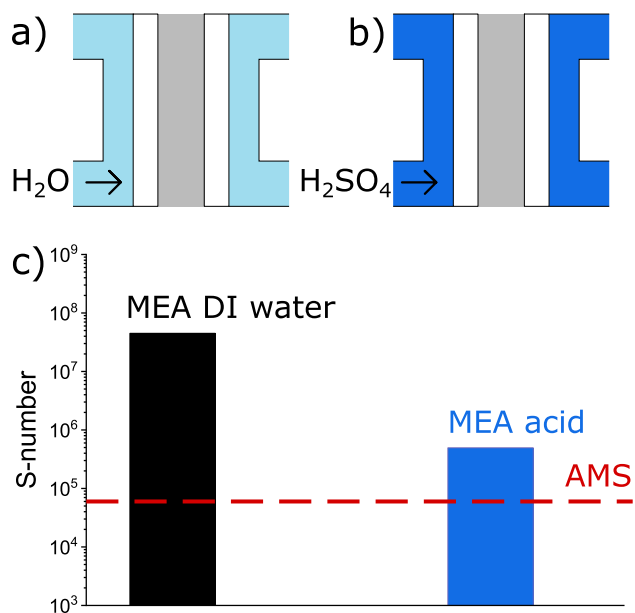 a)
b)
H₂O
H₂SO₄
c)
10⁹
10⁸
10⁷
10⁶
10⁵
10⁴
10³
S-number
MEA DI water
MEA acid
AMS